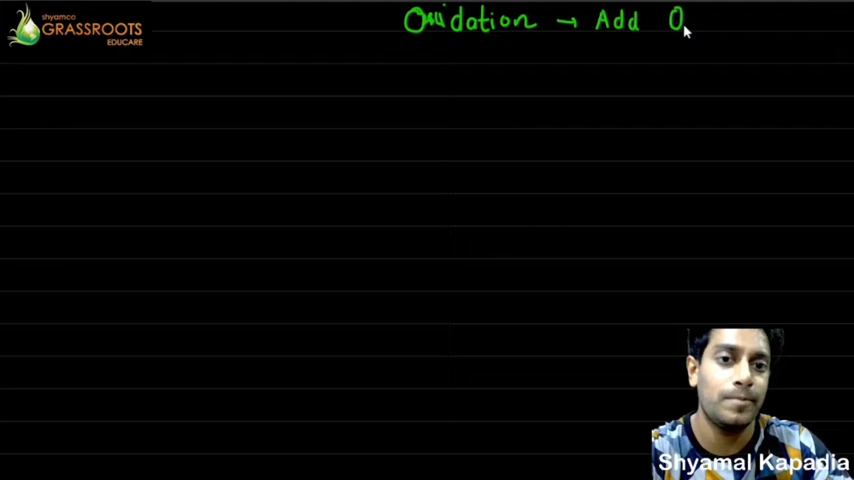 shyamco
GRASSROOTS
EDUCARE
Oxidation → Add O
Shyamal Kapadia